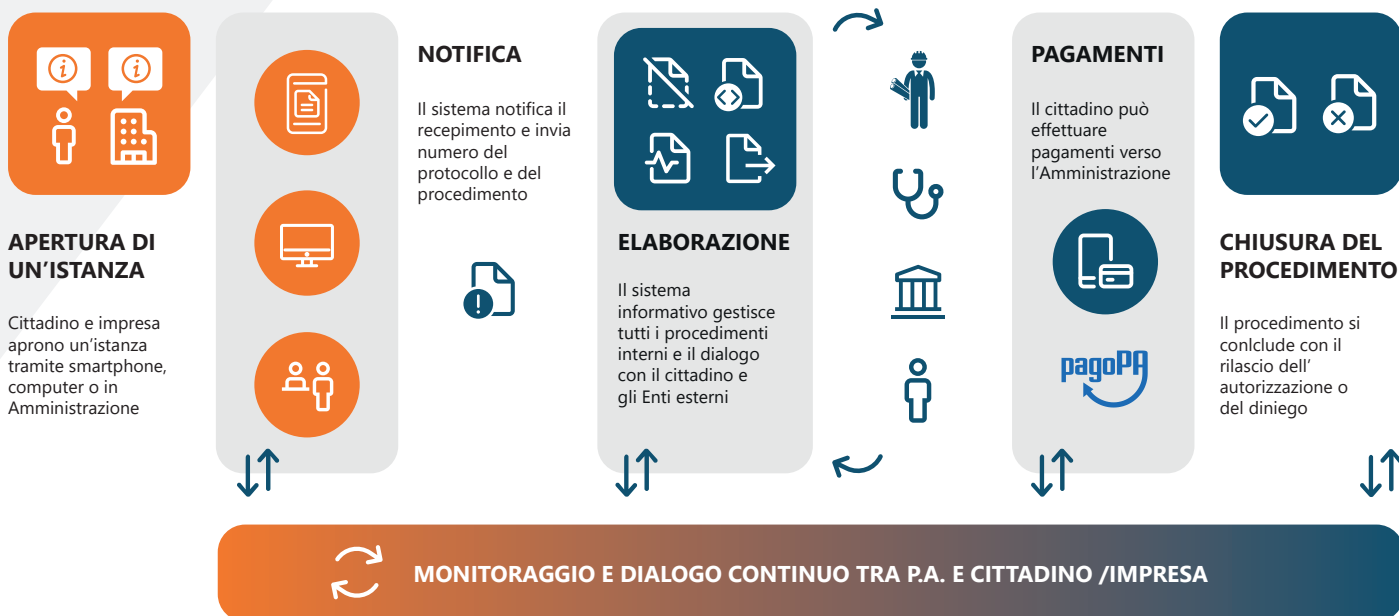 APERTURA DI
UN'ISTANZA
Cittadino e impresa
aprono un'istanza
tramite smartphone,
computer o in
Amministrazione
NOTIFICA
Il sistema notifica il
recepimento e invia
numero del
protocollo e del
procedimento
ELABORAZIONE
Il sistema
informativo gestisce
tutti i procedimenti
interni e il dialogo
con il cittadino e
gli Enti esterni
PAGAMENTI
Il cittadino può
effettuare
pagamenti verso
l'Amministrazione
pagoPA
CHIUSURA DEL
PROCEDIMENTO
Il procedimento si
conlclude con il
rilascio dell'
autorizzazione o
del diniego
MONITORAGGIO E DIALOGO CONTINUO TRA P.A. E CITTADINO /IMPRESA